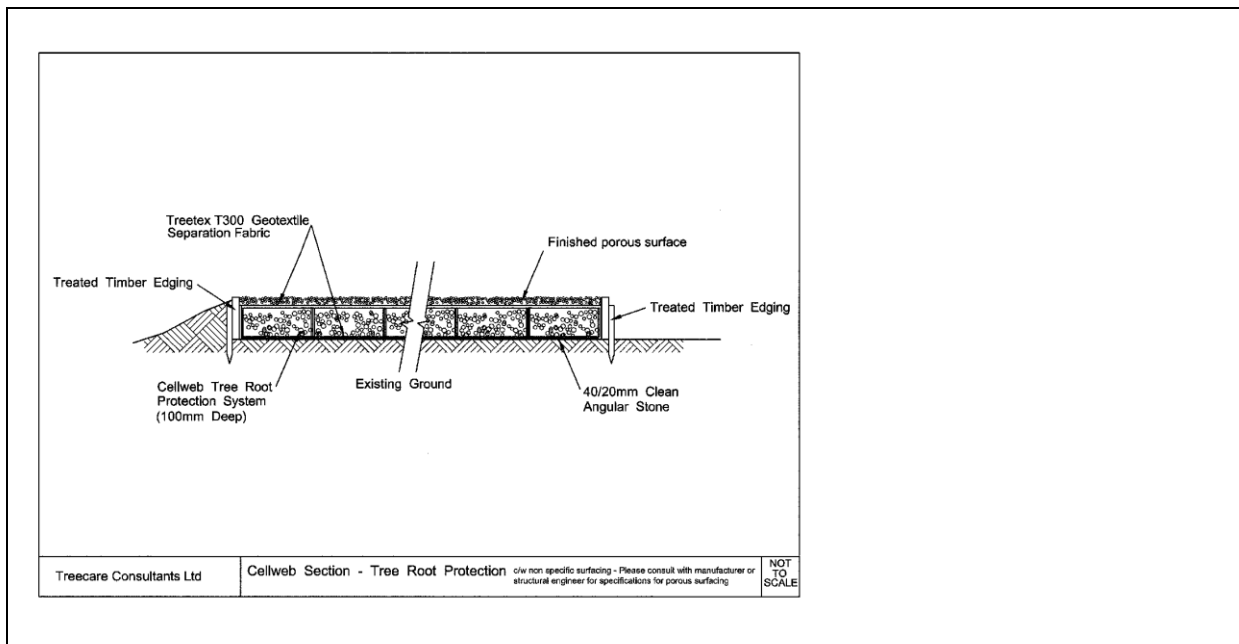 Treetex T300 Geotextile
Separation Fabric
Finished porous surface
Treated Timber Edging
Treated Timber Edging
Cellweb Tree Root
Protection System
(100mm Deep)
Existing Ground
40/20mm Clean
Angular Stone
Treecare Consultants Ltd
Cellweb Section - Tree Root Protection
c/w non specific surfacing - Please consult with manufacturer or
structural engineer for specifications for porous surfacing
NOT
TO
SCALE